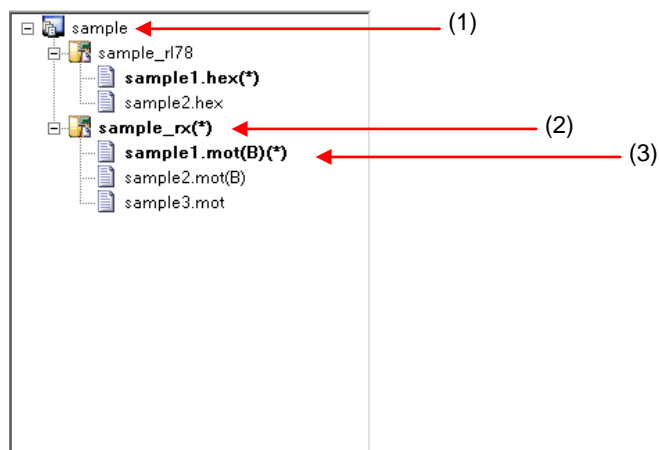 sample (1)
sample_rl78
sample1.hex(*)
sample2.hex
sample_rx(*) (2)
sample1.mot(B)(*) (3)
sample2.mot(B)
sample3.mot